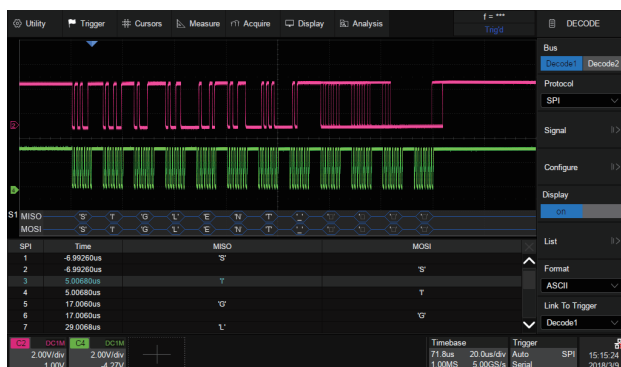 Utility Trigger Cursors Measure Acquire Display Analysis f = *** DECODE
Trig'd
Bus
Decode1 Decode2
Protocol
SPI
Signal
Configure
Display
on
List
Format
ASCII
Link To Trigger
Decode1
S1 MISO 'S' 'I' 'G' 'L' 'E' 'N' 'T'
MOSI 'S' 'I' 'G' 'L' 'E' 'N' 'T'
SPI Time MISO MOSI
1 -6.99260us 'S'
2 -6.99260us 'S'
3 5.00680us 'I'
4 5.00680us 'I'
5 17.0060us 'G'
6 17.0060us 'G'
7 29.0068us 'L'
C2 DC1M C4 DC1M Timebase Trigger
2.00V/div 2.00V/div 71.8us 20.0us/div Auto SPI 15:15:24
1.00V -4.27V 1.00MS 5.00GS/s Serial 2018/3/9